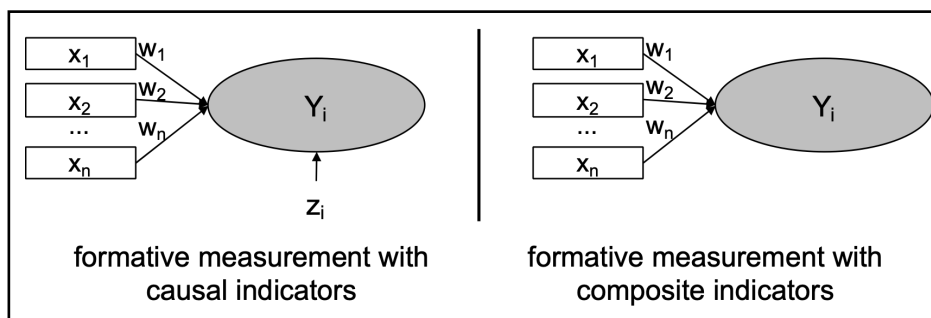 x1 w1
x2 w2
Yi
... wn
xn
zi
formative measurement with
causal indicators
x1 w1
x2 w2
Yi
... wn
xn
formative measurement with
composite indicators